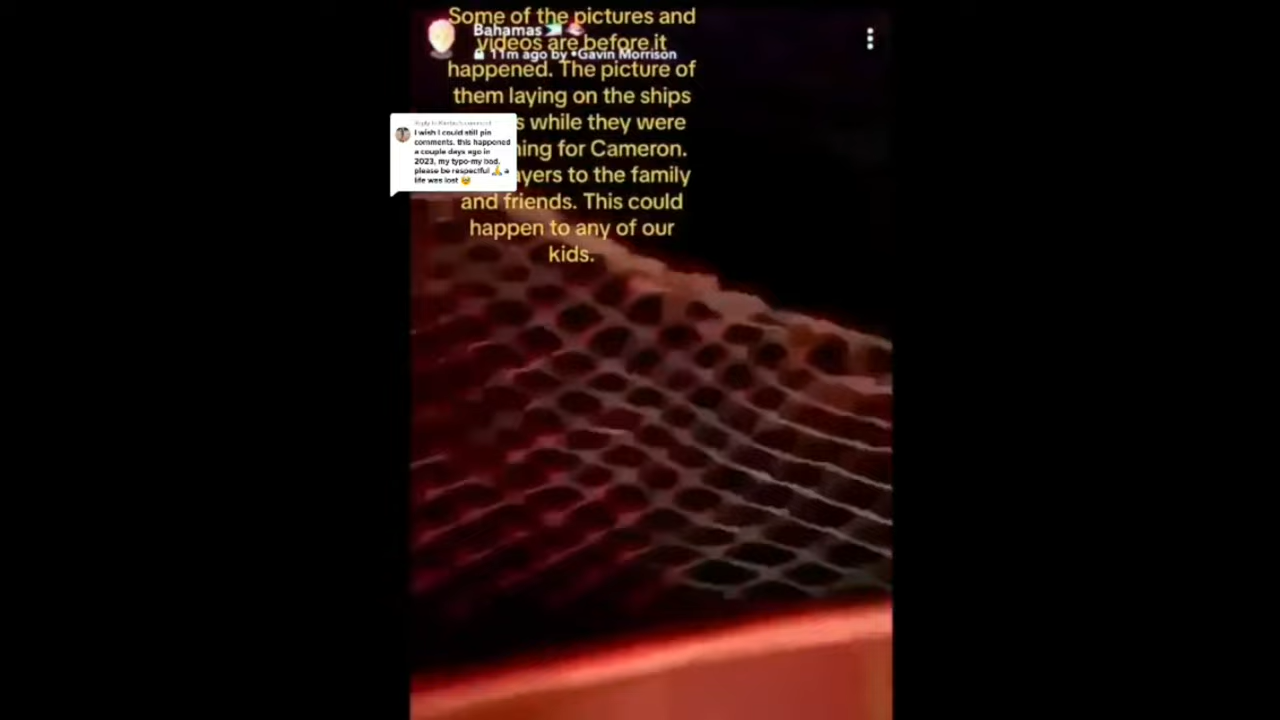 Some of the pictures and
Bahamas
videos are before it
11m ago by •Gavin Morrison
happened. The picture of
them laying on the ships
while they were
for Cameron.
to the family
and friends. This could
happen to any of our
kids.
I wish I could still pin
comments. this happened
a couple days ago in
2023, my typo-my bad.
please be respectful 🙏 a
life was lost 🥺